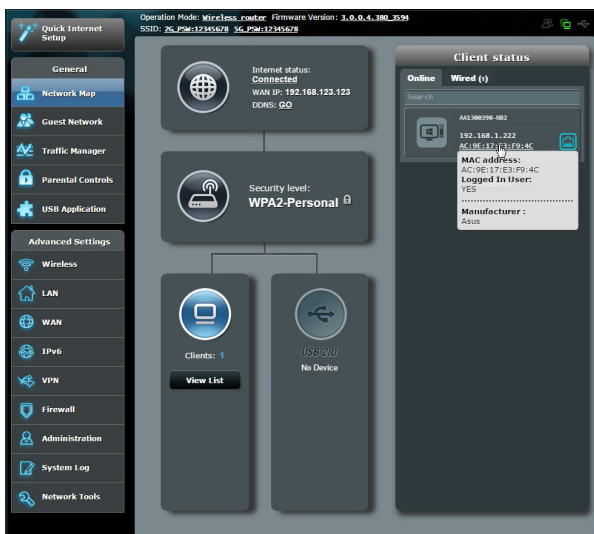 Quick Internet
Setup
General
Network Map
Guest Network
Traffic Manager
Parental Controls
USB Application
Advanced Settings
Wireless
LAN
WAN
IPv6
VPN
Firewall
Administration
System Log
Network Tools
Operation Mode: Wireless router Firmware Version: 3.0.0.4.380_3594
SSID: 2G_PSW:12345678 5G_PSW:12345678
Internet status:
Connected
WAN IP: 192.168.123.123
DDNS: GO
Security level:
WPA2-Personal
Clients: 1
View List
USB 2.0
No Device
Client status
Online Wired (1)
Search
AA1300390-NB2
192.168.1.222
AC:9E:17:E3:F9:4C
MAC address:
AC:9E:17:E3:F9:4C
Logged In User:
YES
Manufacturer :
Asus